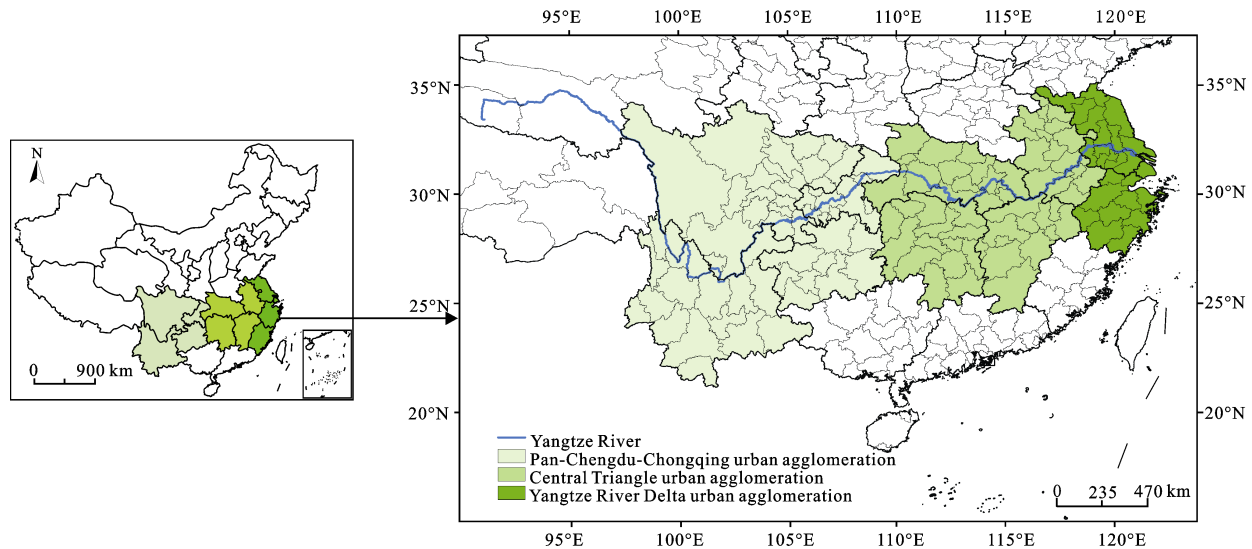 95°E 100°E 105°E 110°E 115°E 120°E
35°N 35°N
N
30°N 30°N
25°N 25°N
0 900 km
20°N 20°N
Yangtze River
Pan-Chengdu-Chongqing urban agglomeration
Central Triangle urban agglomeration
Yangtze River Delta urban agglomeration
0 235 470 km
95°E 100°E 105°E 110°E 115°E 120°E